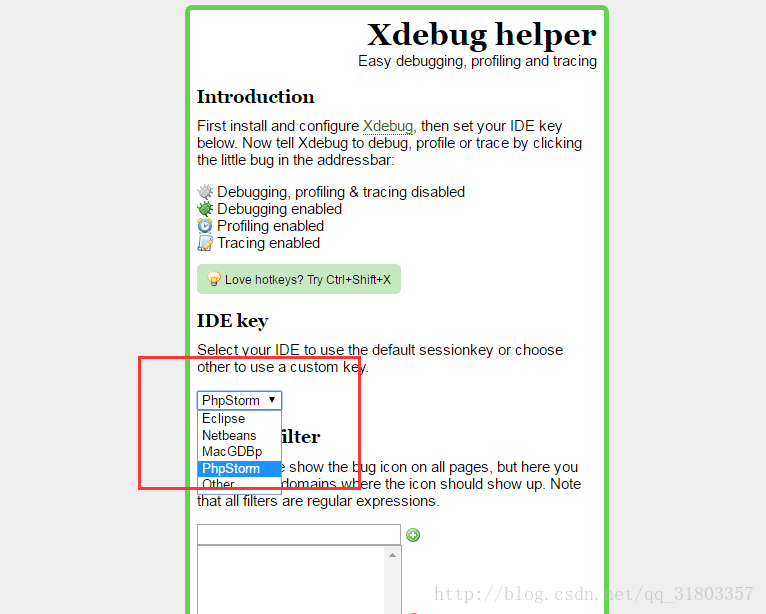 Xdebug helper
Easy debugging, profiling and tracing
Introduction
First install and configure Xdebug, then set your IDE key
below. Now tell Xdebug to debug, profile or trace by clicking
the little bug in the addressbar:
Debugging, profiling & tracing disabled
Debugging enabled
Profiling enabled
Tracing enabled
Love hotkeys? Try Ctrl+Shift+X
IDE key
Select your IDE to use the default sessionkey or choose
other to use a custom key.
PhpStorm
Eclipse
Netbeans
MacGDBp
PhpStorm
Other
ilter
show the bug icon on all pages, but here you
domains where the icon should show up. Note
that all filters are regular expressions.
http://blog.csdn.net/qq_31803357